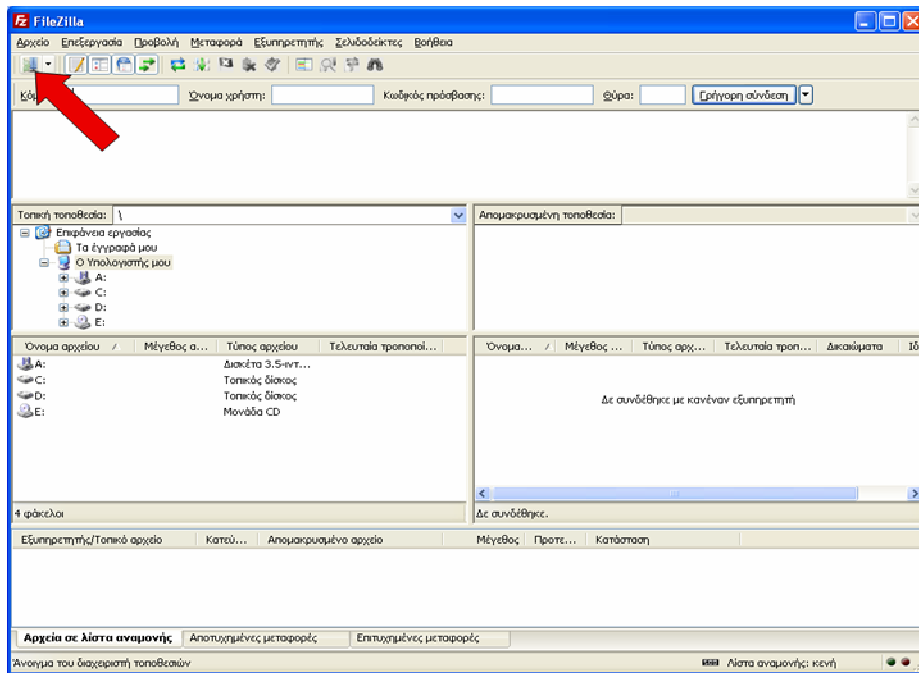 FileZilla
Αρχείο Επεξεργασία Προβολή Μεταφορά Εξυπηρετητής Σελιδοδείκτες Βοήθεια
Όνομα χρήστη: Κωδικός πρόσβασης: Θύρα: Γρήγορη σύνδεση
Τοπική τοποθεσία: \ Απομακρυσμένη τοποθεσία:
Επιφάνεια εργασίας
Τα έγγραφά μου
Ο Υπολογιστής μου
A:
C:
D:
E:
Όνομα αρχείου / Μέγεθος α... Τύπος αρχείου Τελευταία τροποποί... Όνομα... / Μέγεθος ... Τύπος αρχ... Τελευταία τροπ... Δικαιώματα Ιδ
A: Δισκέτα 3.5-ιντ...
C: Τοπικός δίσκος
D: Τοπικός δίσκος
E: Μονάδα CD
Δε συνδέθηκε με κανέναν εξυπηρετητή
4 φάκελοι Δε συνδέθηκε.
Εξυπηρετητής/Τοπικό αρχείο Κατεύ... Απομακρυσμένο αρχείο Μέγεθος Προτε... Κατάσταση
Αρχεία σε λίστα αναμονής Αποτυχημένες μεταφορές Επιτυχημένες μεταφορές
Άνοιγμα του διαχειριστή τοποθεσιών Λίστα αναμονής: κενή